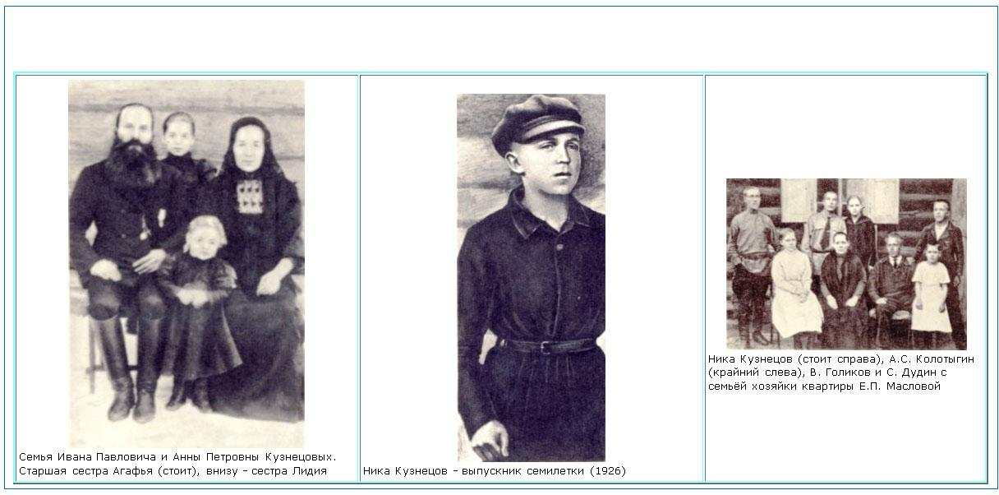 Семья Ивана Павловича и Анны Петровны Кузнецовых.
Старшая сестра Агафья (стоит), внизу - сестра Лидия
Ника Кузнецов - выпускник семилетки (1926)
Ника Кузнецов (стоит справа), А.С. Колотыгин
(крайний слева), В. Голиков и С. Дудин с
семьёй хозяйки квартиры Е.П. Масловой